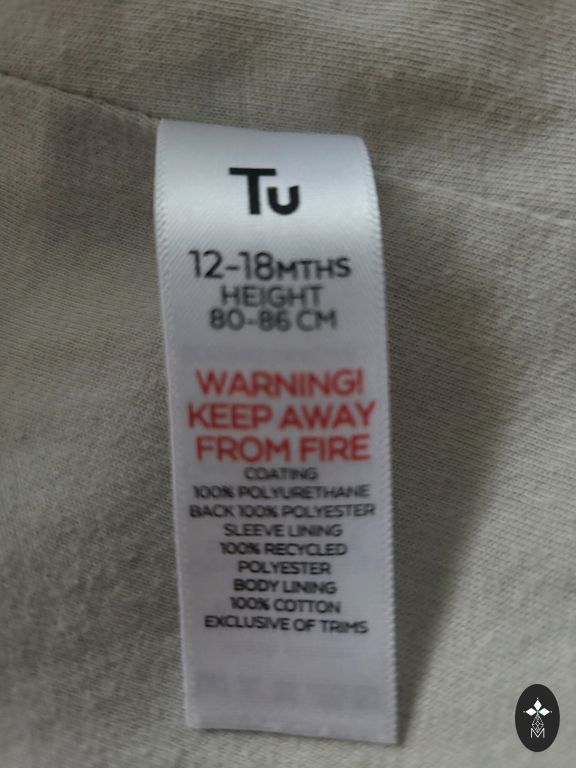 Tu
12-18MTHS
HEIGHT
80-86 CM
WARNING!
KEEP AWAY
FROM FIRE
COATING
100% POLYURETHANE
BACK 100% POLYESTER
SLEEVE LINING
100% RECYCLED
POLYESTER
BODY LINING
100% COTTON
EXCLUSIVE OF TRIMS
M